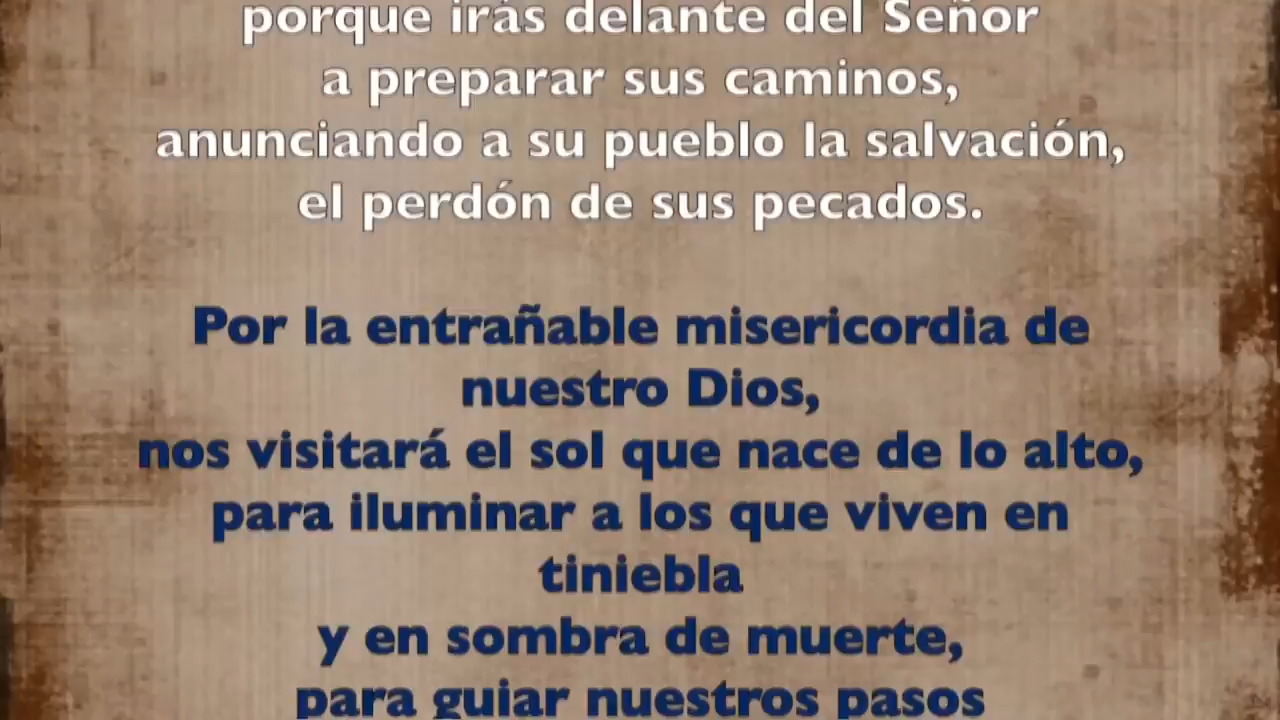 porque irás delante del Señor
a preparar sus caminos,
anunciando a su pueblo la salvación,
el perdón de sus pecados.
Por la entrañable misericordia de
nuestro Dios,
nos visitará el sol que nace de lo alto,
para iluminar a los que viven en
tiniebla
y en sombra de muerte,
para guiar nuestros pasos